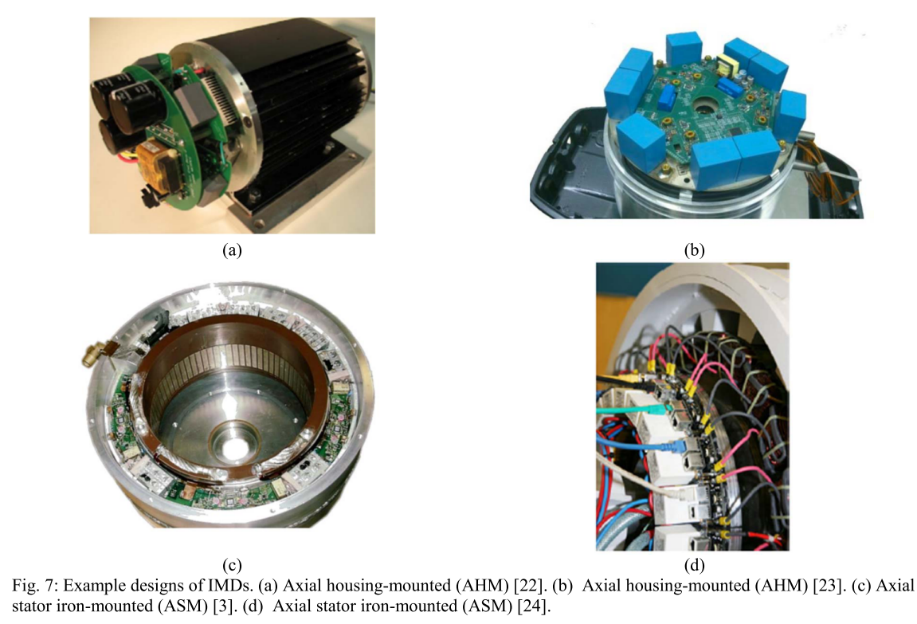 (a)
(b)
(c)
(d)
Fig. 7: Example designs of IMDs. (a) Axial housing-mounted (AHM) [22]. (b) Axial housing-mounted (AHM) [23]. (c) Axial
stator iron-mounted (ASM) [3]. (d) Axial stator iron-mounted (ASM) [24].